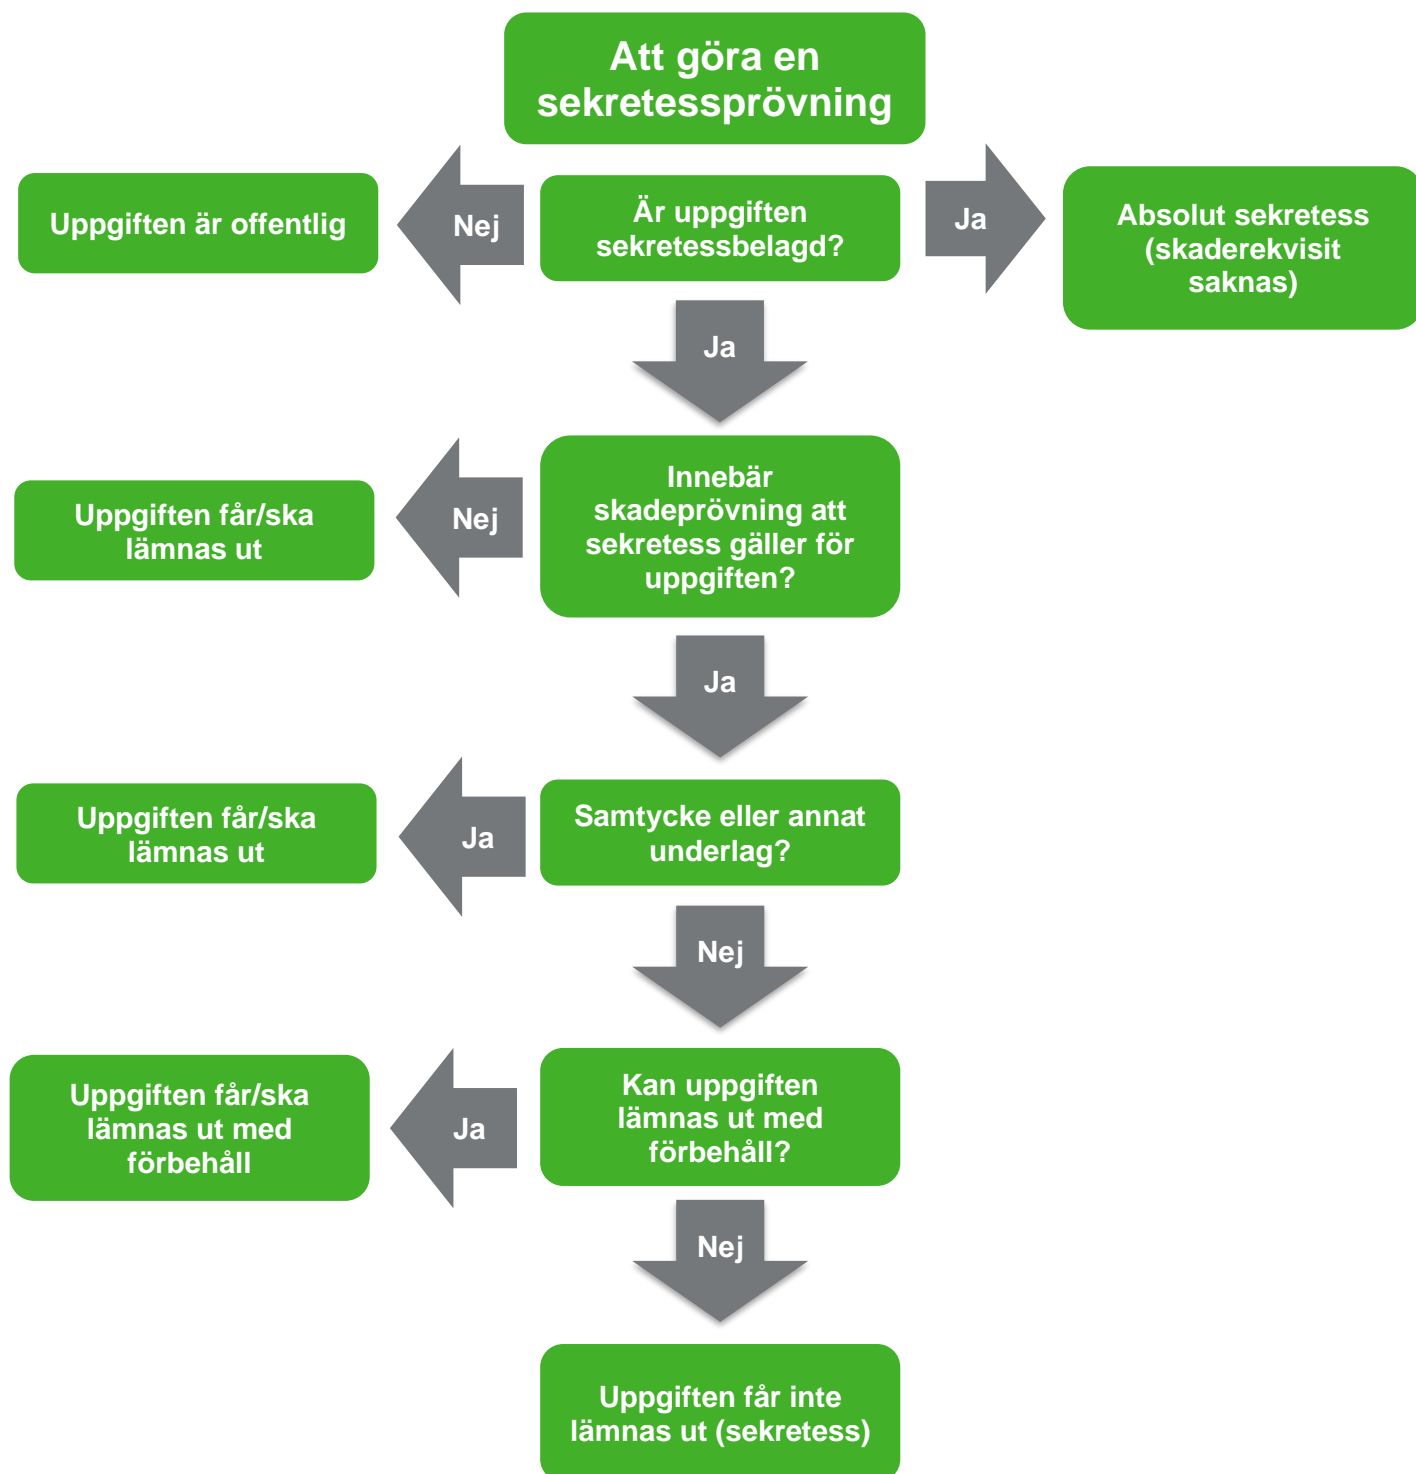 Att göra en
sekretessprövning
Uppgiften är offentlig
Nej
Är uppgiften
sekretessbelagd?
Ja
Absolut sekretess
(skaderekvisit
saknas)
Ja
Uppgiften får/ska
lämnas ut
Nej
Innebär
skadeprövning att
sekretess gäller för
uppgiften?
Ja
Uppgiften får/ska
lämnas ut
Ja
Samtycke eller annat
underlag?
Nej
Uppgiften får/ska
lämnas ut med
förbehåll
Ja
Kan uppgiften
lämnas ut med
förbehåll?
Nej
Uppgiften får inte
lämnas ut (sekretess)